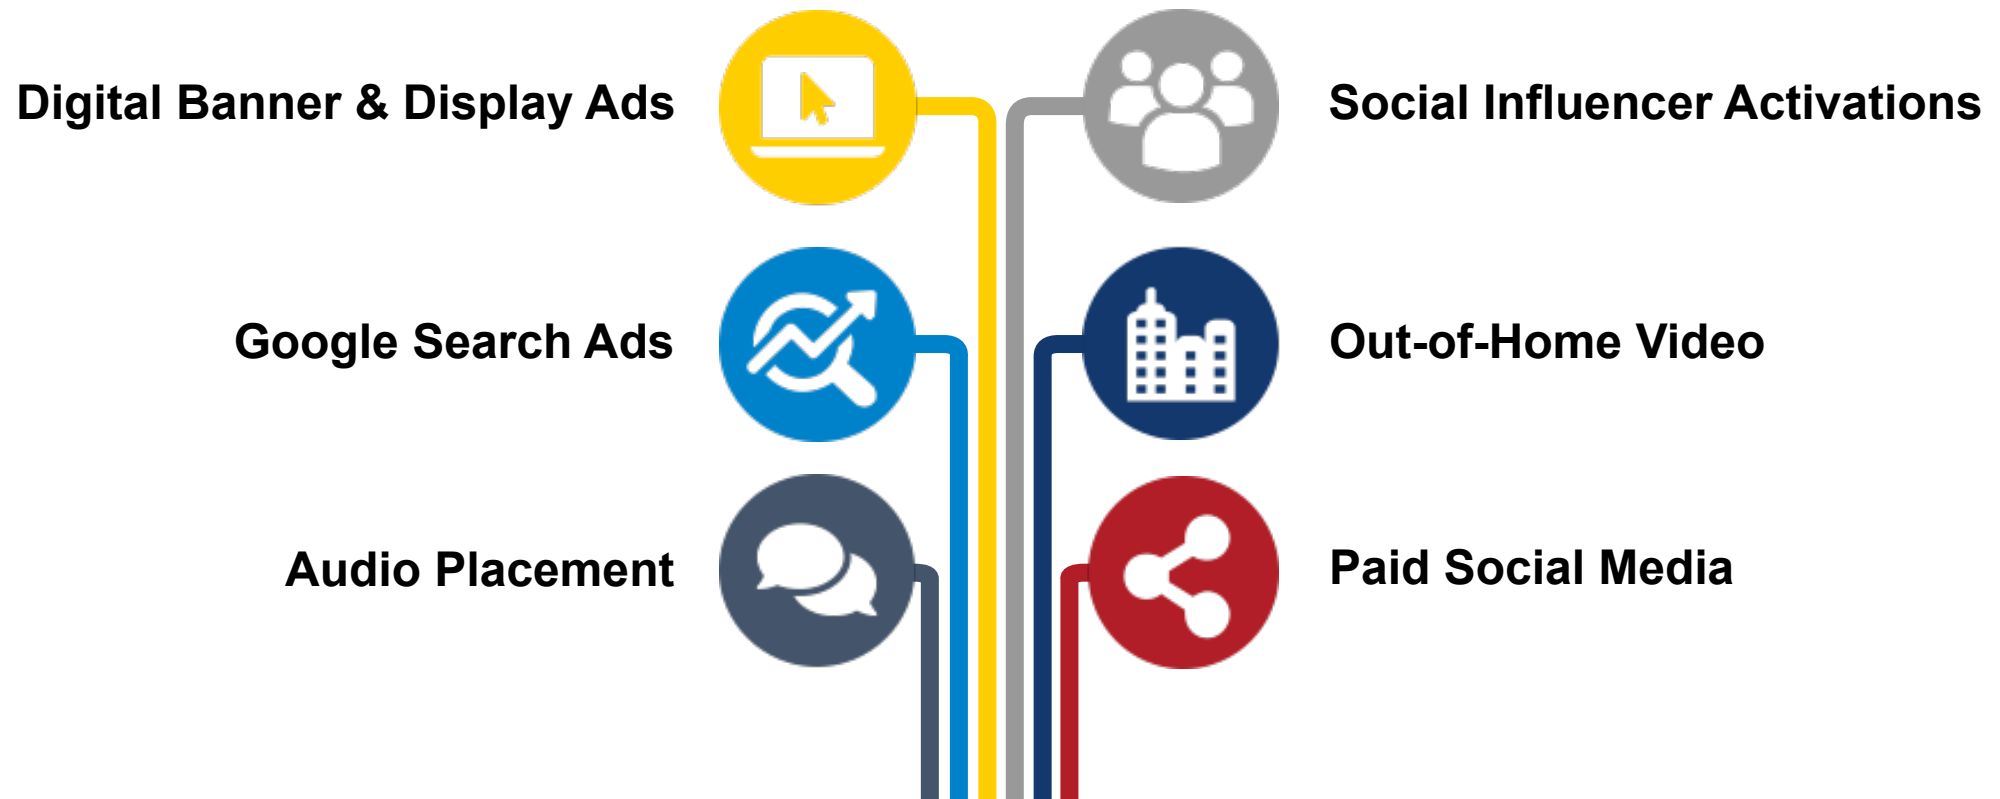 Digital Banner & Display Ads
Social Influencer Activations
Google Search Ads
Out-of-Home Video
Audio Placement
Paid Social Media